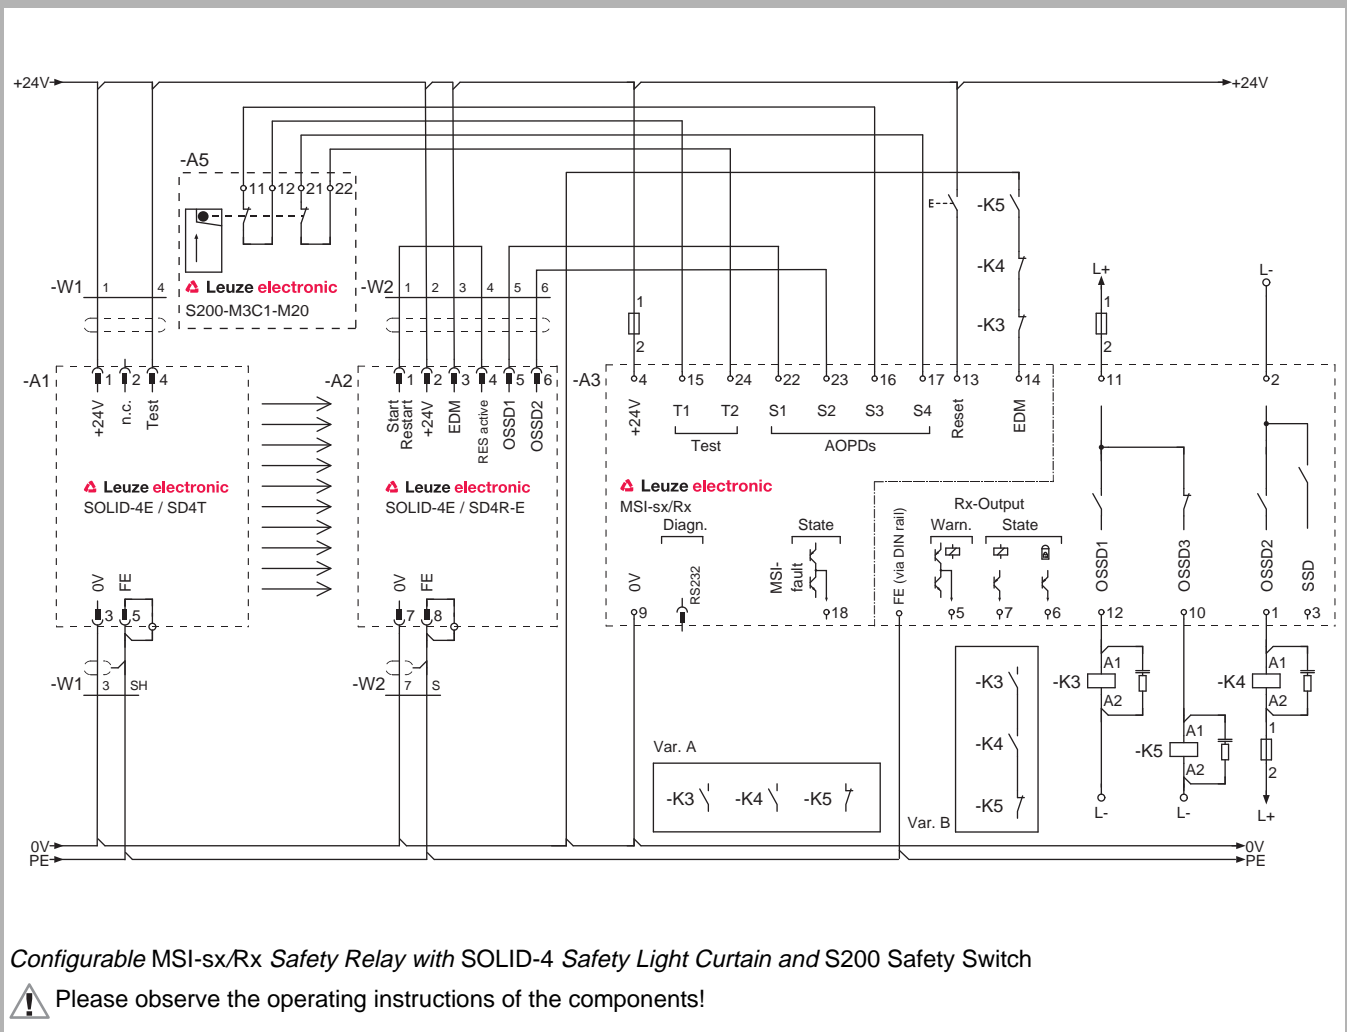 +24V +24V
-A5
11 12 21 22
E -K5
-K4
-K3
Leuze electronic
S200-M3C1-M20
-W1 1 4
-W2 1 2 3 4 5 6
L+ L-
1 2
1 2
-A1 1 2 4
+24V n.c. Test
-A2 1 2 3 4 5 6
Start Restart +24V EDM RES active OSSD1 OSSD2
-A3 4 15 24 22 23 16 17 13 14 11 2
+24V T1 T2 S1 S2 S3 S4 Reset EDM
Test AOPDs
Leuze electronic
SOLID-4E / SD4T
Leuze electronic
SOLID-4E / SD4R-E
Leuze electronic
MSI-sx/Rx
Diagn. State
Rx-Output
Warn. State
0V RS232 MSI-fault FE (via DIN rail)
OSSD1 OSSD3 OSSD2 SSD
0V FE
3 5
0V FE
7 8
9 18 5 7 6 12 10 1 3
-W1 3 SH
-W2 7 S
-K3 A1 A2
-K5 A1 A2
-K4 A1 A2
1 2
L- L- L+
Var. A
-K3 -K4 -K5
Var. B
-K3
-K4
-K5
0V 0V
PE PE
Configurable MSI-sx/Rx Safety Relay with SOLID-4 Safety Light Curtain and S200 Safety Switch
Please observe the operating instructions of the components!